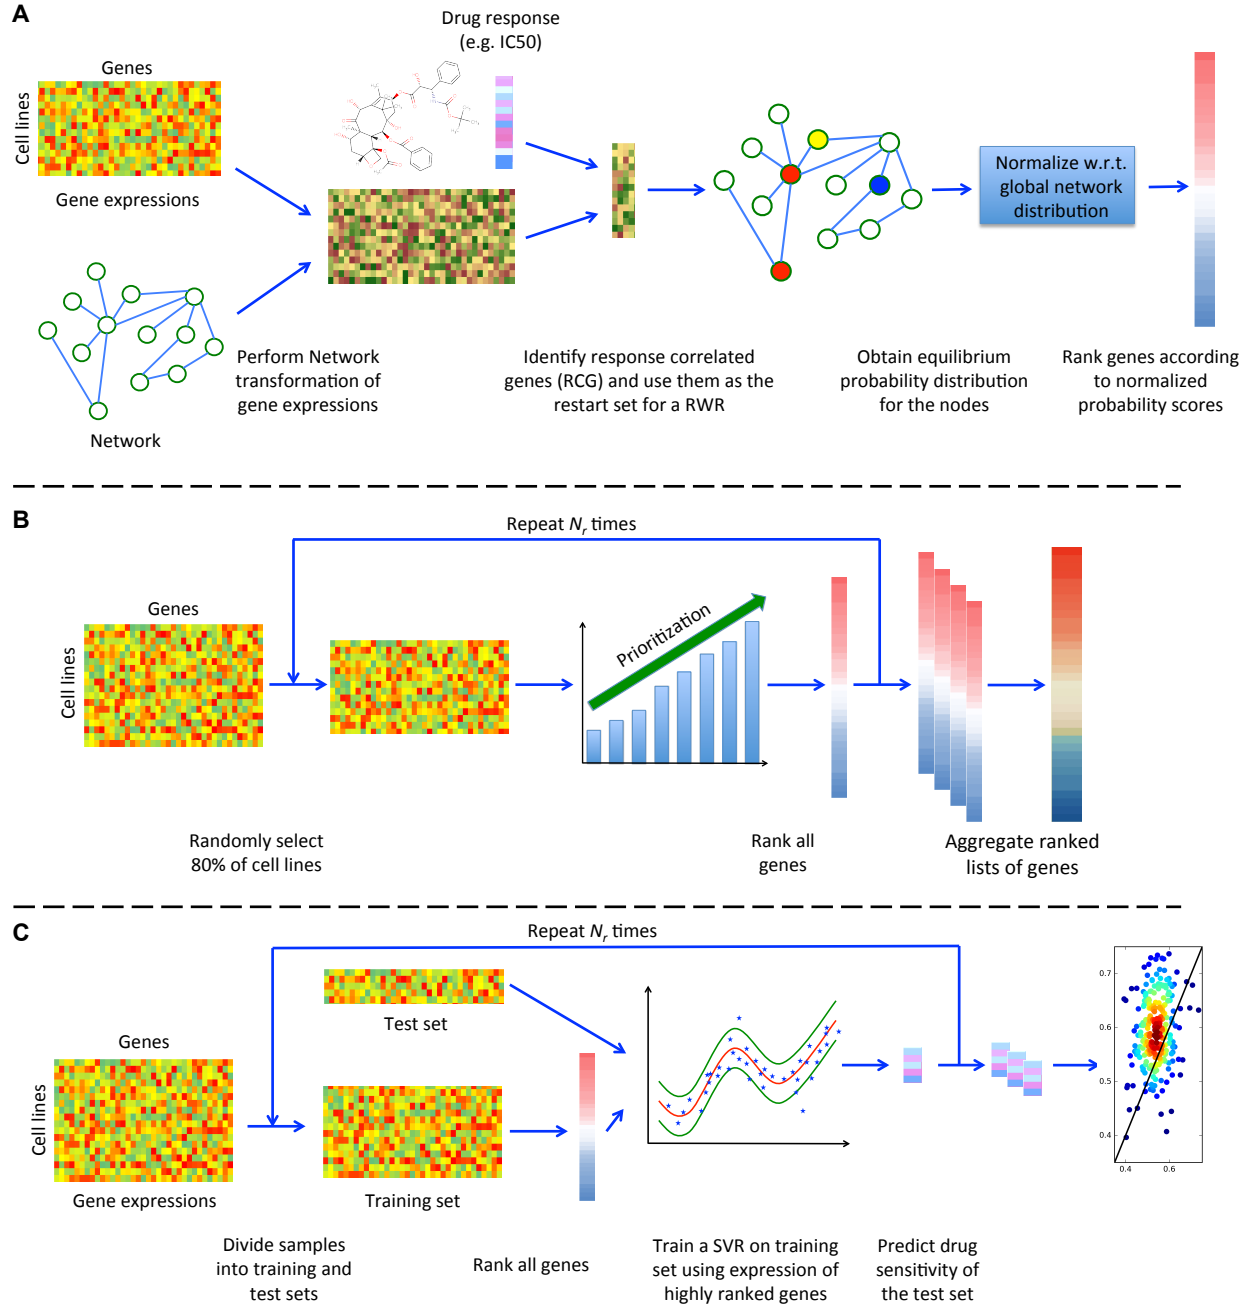 A
Drug response
(e.g. IC50)
Genes
Cell lines
Gene expressions
Normalize w.r.t.
global network
distribution
Network
Perform Network
transformation of
gene expressions
Identify response correlated
genes (RCG) and use them as the
restart set for a RWR
Obtain equilibrium
probability distribution
for the nodes
Rank genes according
to normalized
probability scores
B
Repeat Nr times
Genes
Cell lines
Prioritization
Randomly select
80% of cell lines
Rank all
genes
Aggregate ranked
lists of genes
C
Repeat Nr times
Test set
Genes
Cell lines
Gene expressions
Training set
0.7
0.6
0.5
0.4
0.4
0.6
Divide samples
into training and
test sets
Rank all genes
Train a SVR on training
set using expression of
highly ranked genes
Predict drug
sensitivity of
the test set